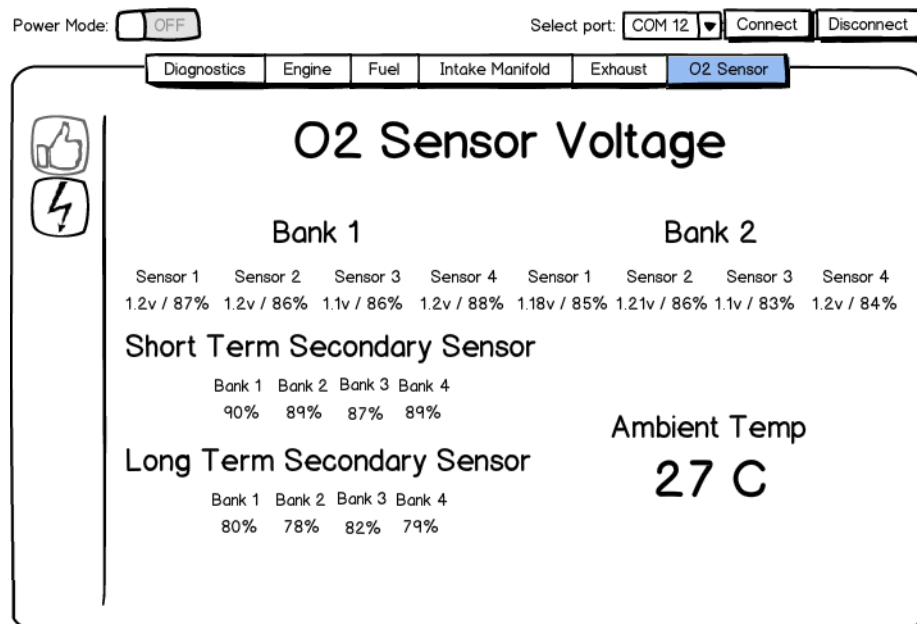 Power Mode: OFF Select port: COM 12 Connect Disconnect
Diagnostics Engine Fuel Intake Manifold Exhaust O2 Sensor
O2 Sensor Voltage
Bank 1 Bank 2
Sensor 1 Sensor 2 Sensor 3 Sensor 4 Sensor 1 Sensor 2 Sensor 3 Sensor 4
1.2v / 87% 1.2v / 86% 1.1v / 86% 1.2v / 88% 1.18v / 85% 1.21v / 86% 1.1v / 83% 1.2v / 84%
Short Term Secondary Sensor
Bank 1 Bank 2 Bank 3 Bank 4
90% 89% 87% 89%
Ambient Temp
27 C
Long Term Secondary Sensor
Bank 1 Bank 2 Bank 3 Bank 4
80% 78% 82% 79%